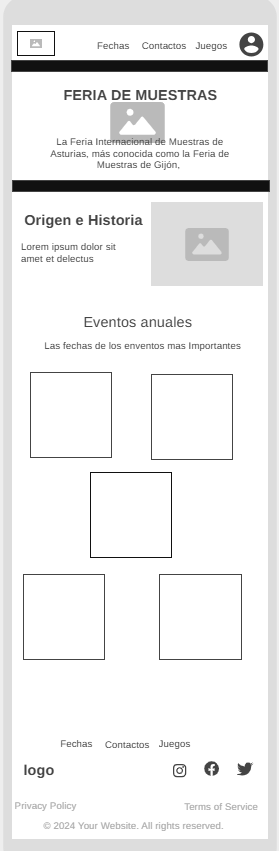 Fechas Contactos Juegos
FERIA DE MUESTRAS
La Feria Internacional de Muestras de
Asturias, más conocida como la Feria de
Muestras de Gijón,
Origen e Historia
Lorem ipsum dolor sit
amet et delectus
Eventos anuales
Las fechas de los enventos mas Importantes
Fechas Contactos Juegos
logo
Privacy Policy Terms of Service
© 2024 Your Website. All rights reserved.